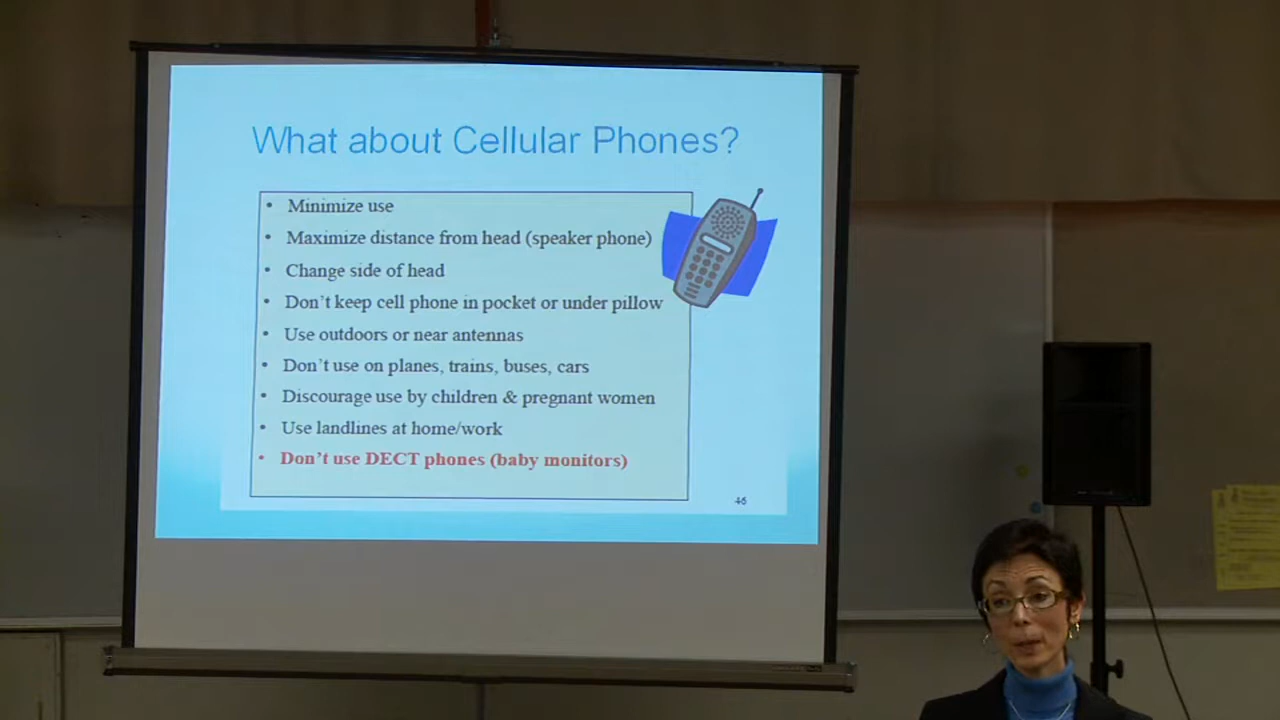 What about Cellular Phones?
• Minimize use
• Maximize distance from head (speaker phone)
• Change side of head
• Don't keep cell phone in pocket or under pillow
• Use outdoors or near antennas
• Don't use on planes, trains, buses, cars
• Discourage use by children & pregnant women
• Use landlines at home/work
• Don't use DECT phones (baby monitors)
46